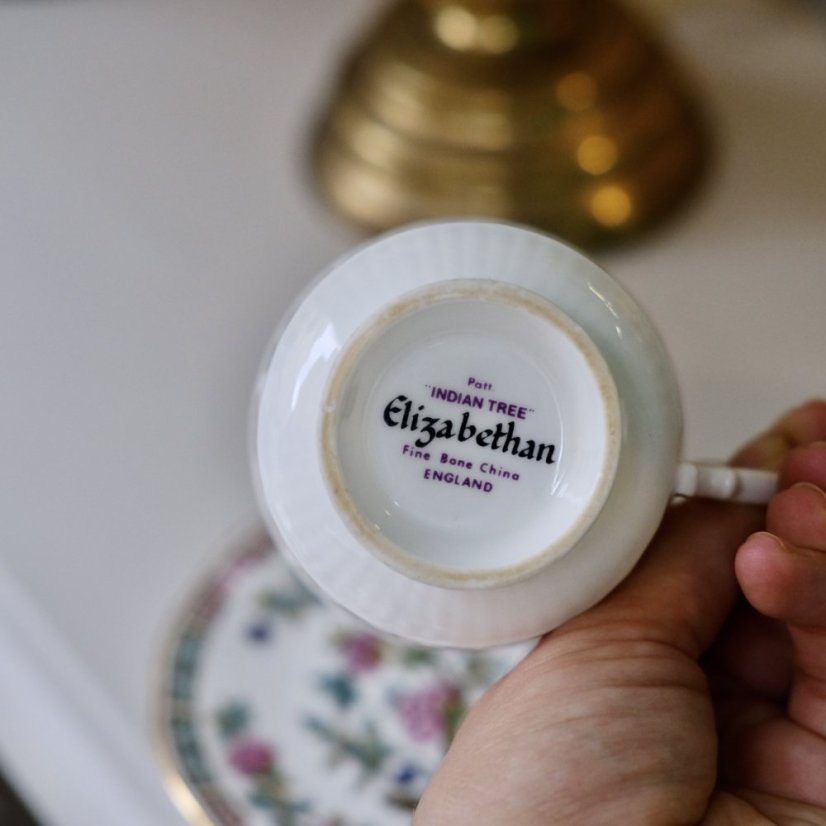 Patt.
"INDIAN TREE"
Elizabethan
Fine Bone China
ENGLAND